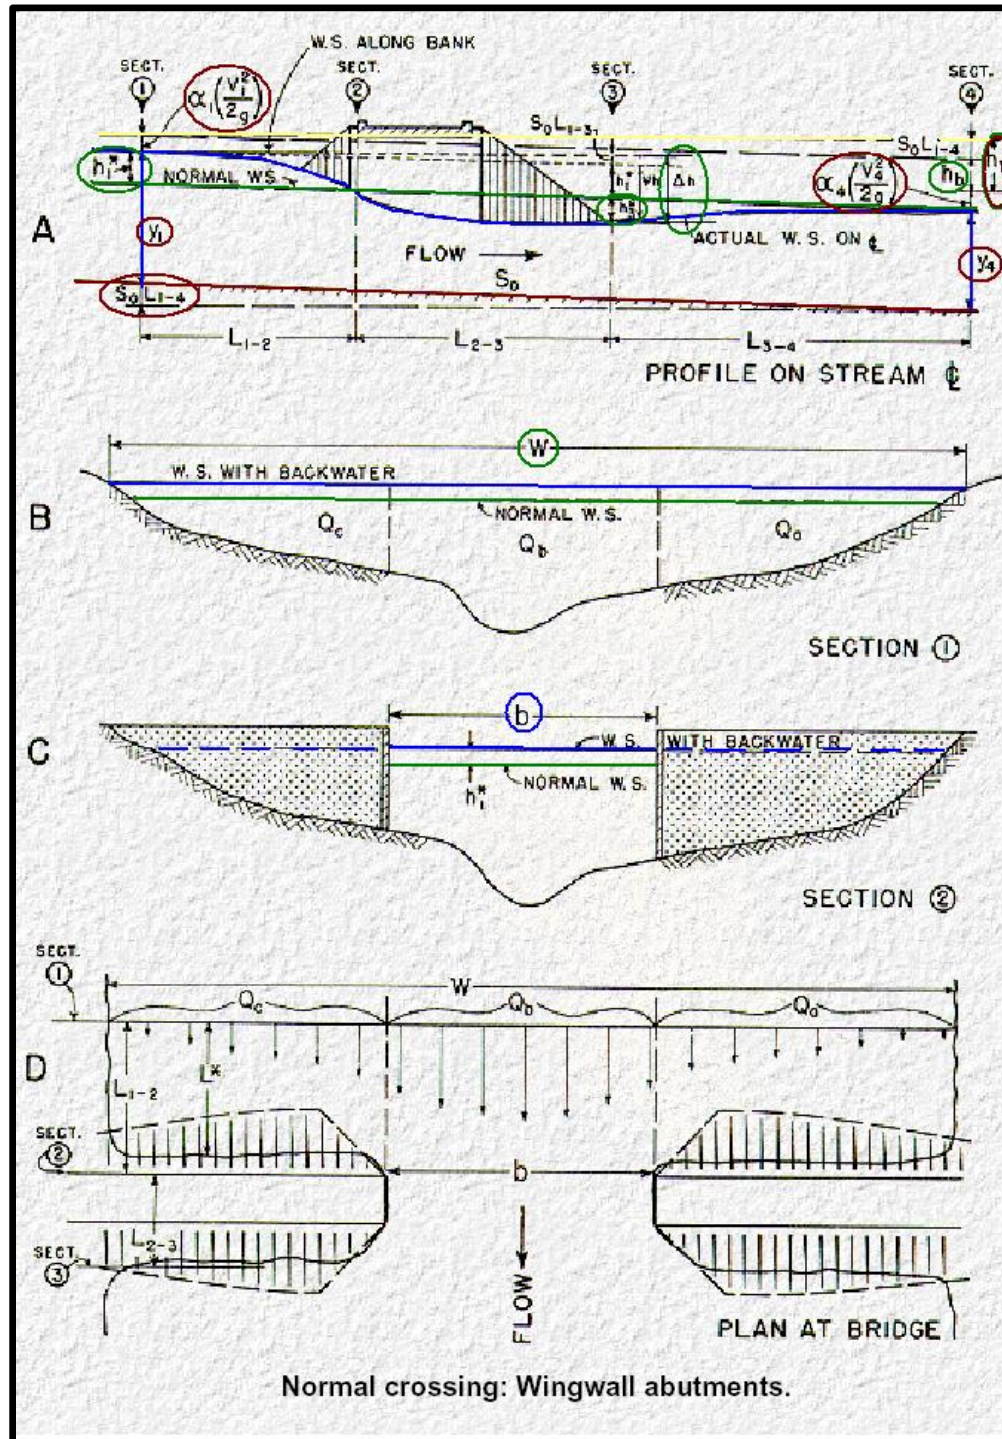 W.S. ALONG BANK
SECT. ①
SECT. ②
SECT. ③
SECT. ④
α₁(V₁²/2g)
S₀L₁₋₃
S₀L₁₋₄
h₁*
NORMAL W.S.
h₁*
ψh
Δh
h₃*
α₄(V₄²/2g)
h_b
A
y₁
FLOW
ACTUAL W.S. ON ℄
y₄
S₀
S₀L₁₋₄
L₁₋₂
L₂₋₃
L₃₋₄
PROFILE ON STREAM ℄
W
W.S. WITH BACKWATER
B
NORMAL W.S.
Q_c
Q_b
Q_a
SECTION ①
b
C
W.S. WITH BACKWATER
NORMAL W.S.
h₁*
SECTION ②
SECT. ①
W
Q_c
Q_b
Q_a
D
L₁₋₂
L*
SECT. ②
b
L₂₋₃
SECT. ③
FLOW
PLAN AT BRIDGE
Normal crossing: Wingwall abutments.